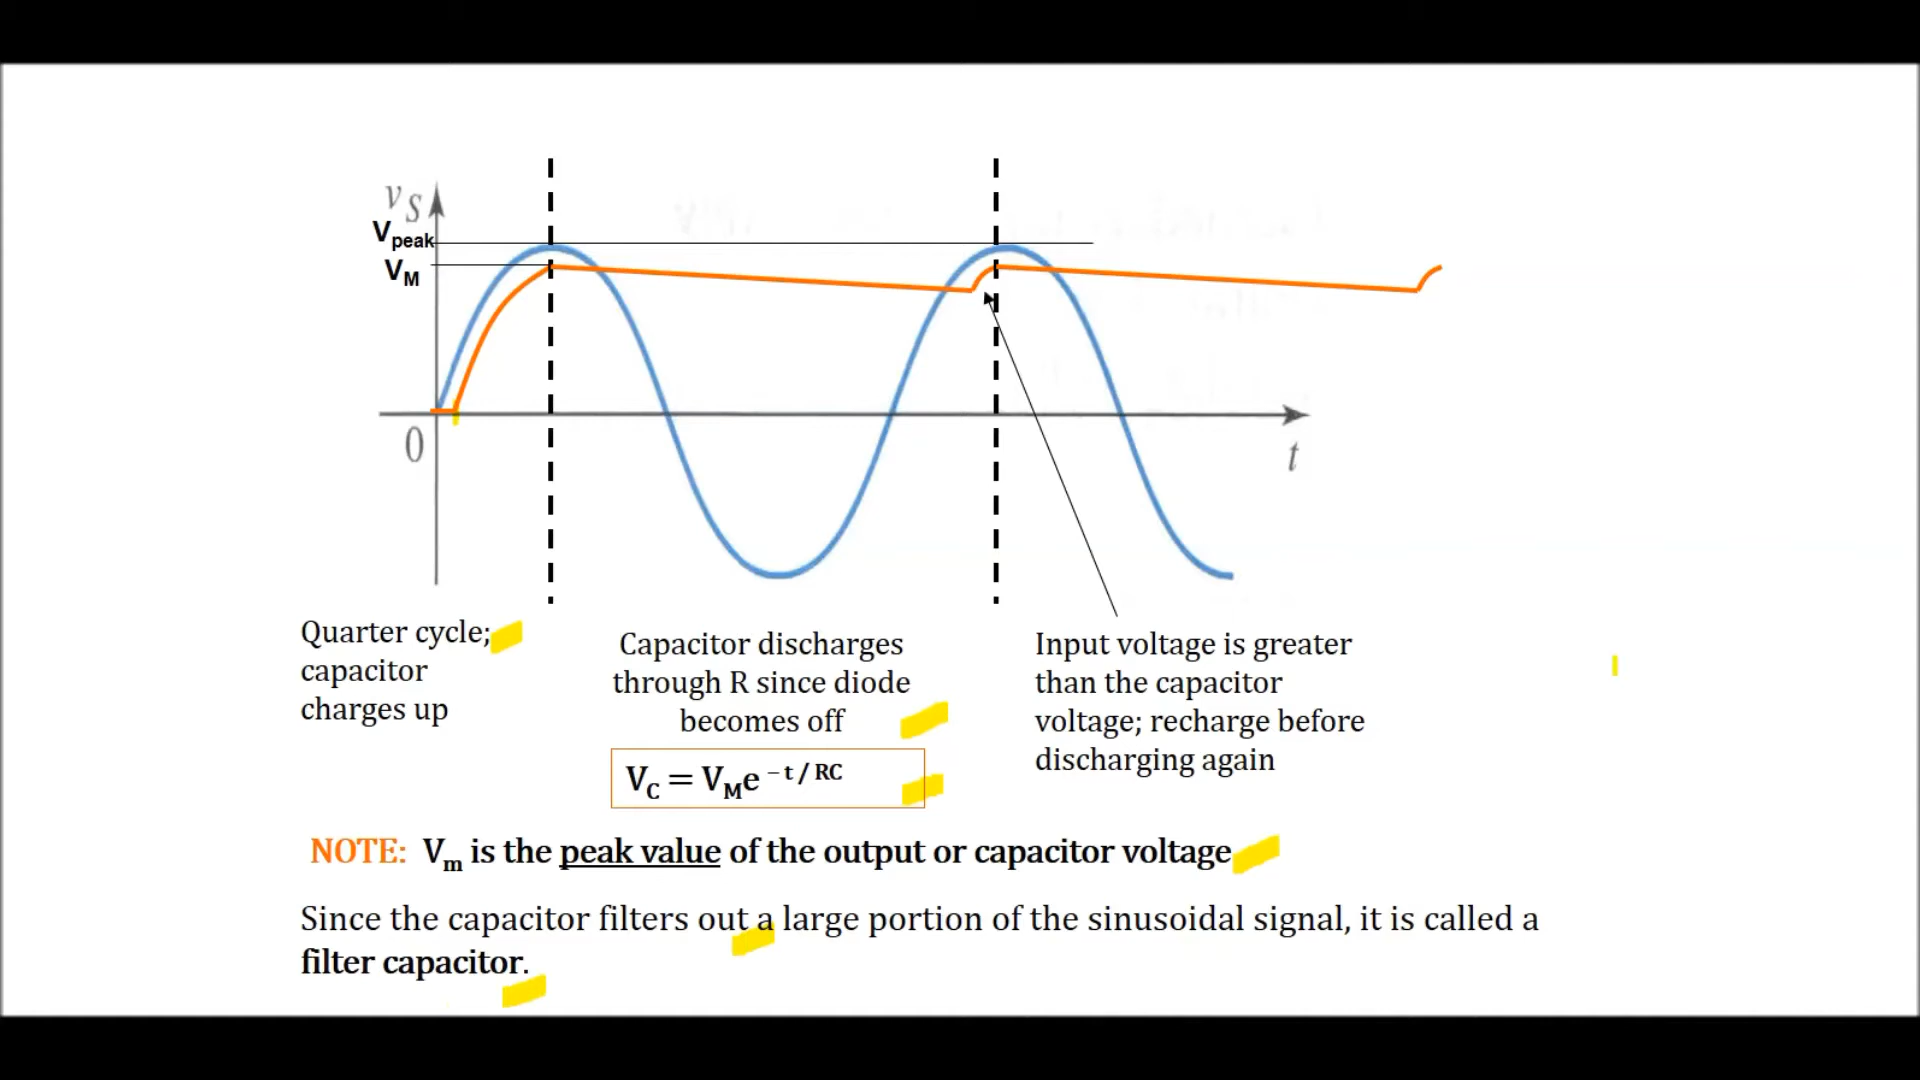 vS
Vpeak
VM
0
t
Quarter cycle;
capacitor
charges up
Capacitor discharges
through R since diode
becomes off
VC = VMe – t / RC
Input voltage is greater
than the capacitor
voltage; recharge before
discharging again
NOTE: Vm is the peak value of the output or capacitor voltage
Since the capacitor filters out a large portion of the sinusoidal signal, it is called a
filter capacitor.